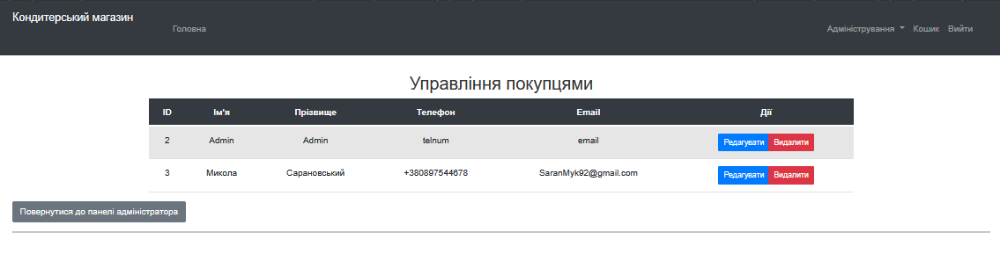 Кондитерський магазин
Головна
Адміністрування Кошик Вийти
Управління покупцями
ID Ім'я Прізвище Телефон Email Дії
2 Admin Admin telnum email Редагувати Видалити
3 Микола Сарановський +380897544678 SaranMyk92@gmail.com Редагувати Видалити
Повернутися до панелі адміністратора